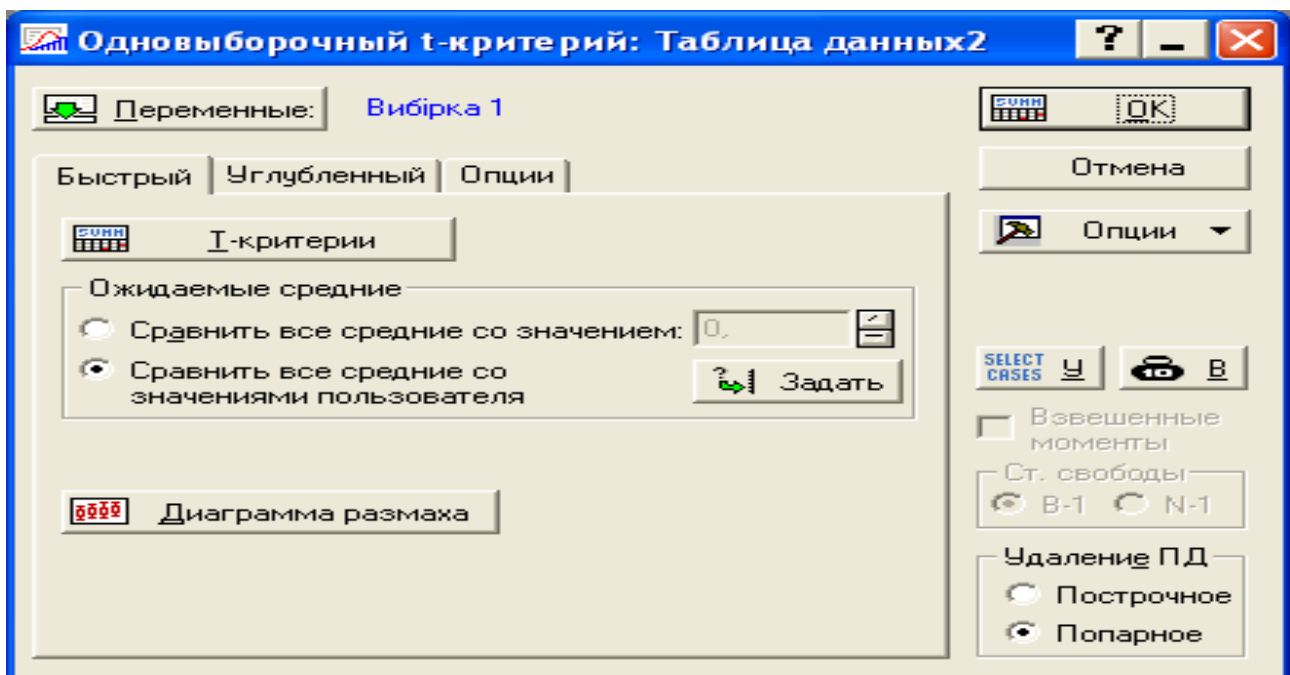 Одновыборочный t-критерий: Таблица данных2
Переменные: Вибірка 1
Быстрый Углубленный Опции
Т-критерии
Ожидаемые средние
Сравнить все средние со значением: 0,
Сравнить все средние со
значениями пользователя
Задать
Диаграмма размаха
ОК
Отмена
Опции
SELECT
CASES У В
Взвешенные
моменты
Ст. свободы
В-1 N-1
Удаление ПД
Построчное
Попарное